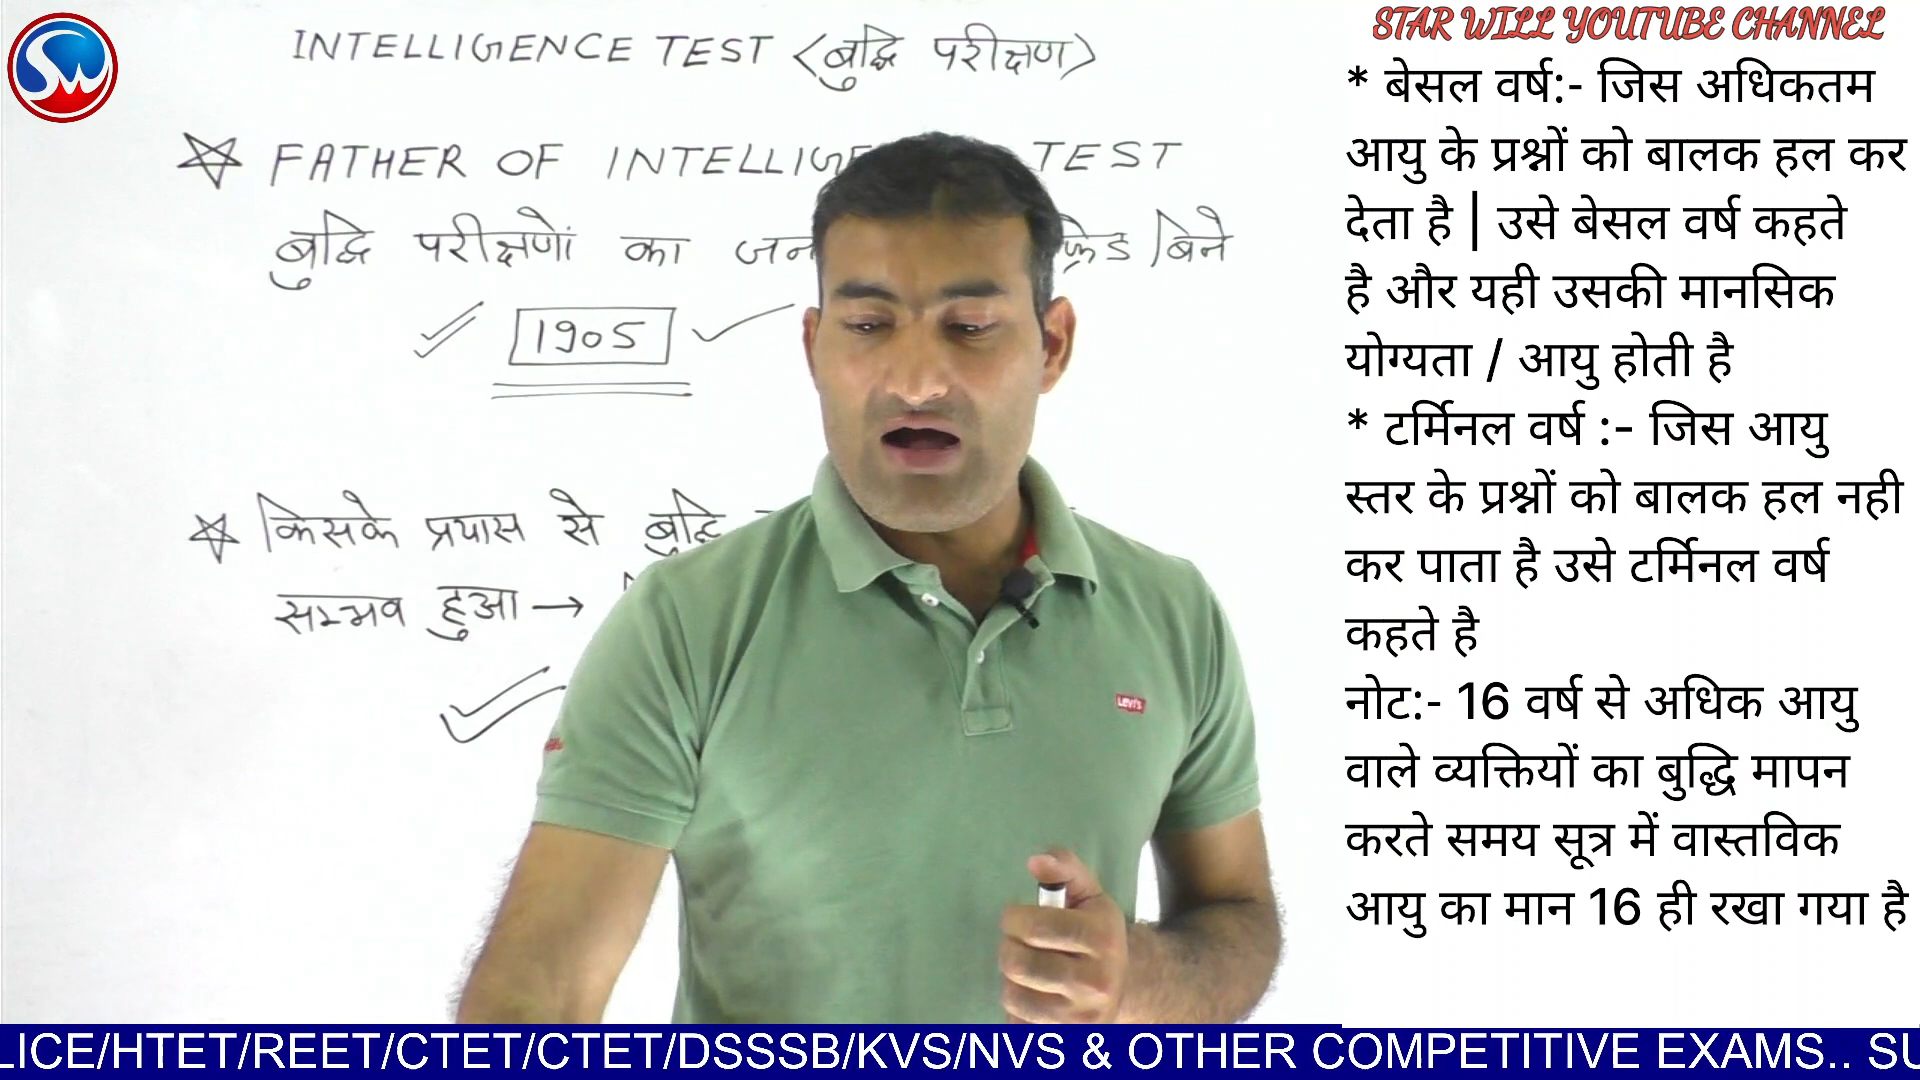 SW
INTELLIGENCE TEST (बुद्धि परीक्षण)
FATHER OF TEST
बुद्धि परीक्षणों का बिने
1905
किसके प्रयास से बुद्धि
सम्भव हुआ →
LEVI'S
STAR WILL YOUTUBE CHANNEL
* बेसल वर्ष:- जिस अधिकतम
आयु के प्रश्नों को बालक हल कर
देता है | उसे बेसल वर्ष कहते
है और यही उसकी मानसिक
योग्यता / आयु होती है
* टर्मिनल वर्ष :- जिस आयु
स्तर के प्रश्नों को बालक हल नही
कर पाता है उसे टर्मिनल वर्ष
कहते है
नोट:- 16 वर्ष से अधिक आयु
वाले व्यक्तियों का बुद्धि मापन
करते समय सूत्र में वास्तविक
आयु का मान 16 ही रखा गया है
LICE/HTET/REET/CTET/CTET/DSSSB/KVS/NVS & OTHER COMPETITIVE EXAMS.. SU